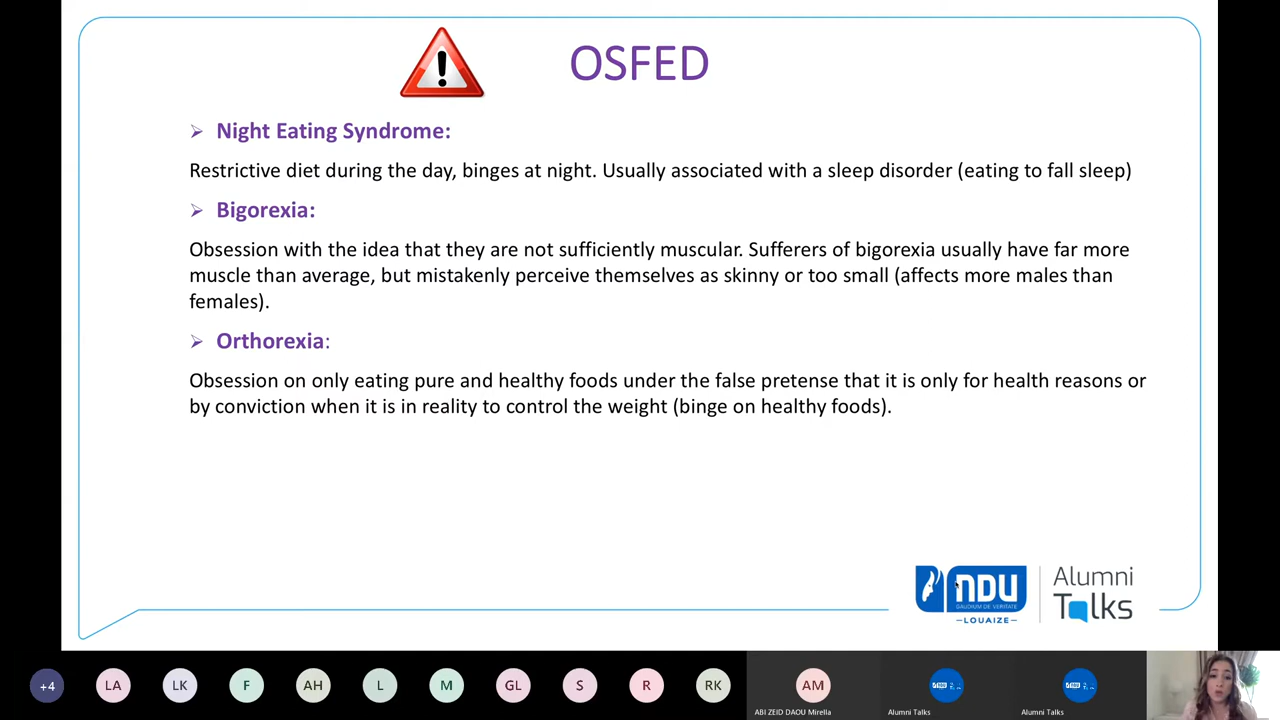 OSFED
Night Eating Syndrome:
Restrictive diet during the day, binges at night. Usually associated with a sleep disorder (eating to fall sleep)
Bigorexia:
Obsession with the idea that they are not sufficiently muscular. Sufferers of bigorexia usually have far more
muscle than average, but mistakenly perceive themselves as skinny or too small (affects more males than
females).
Orthorexia:
Obsession on only eating pure and healthy foods under the false pretense that it is only for health reasons or
by conviction when it is in reality to control the weight (binge on healthy foods).
NDU
GAUDIUM DE VERITATE
LOUAIZE
Alumni
Talks
+4
LA
LK
F
AH
L
M
GL
S
R
RK
AM
ABI ZEID DAOU Mirella
Alumni Talks
Alumni Talks